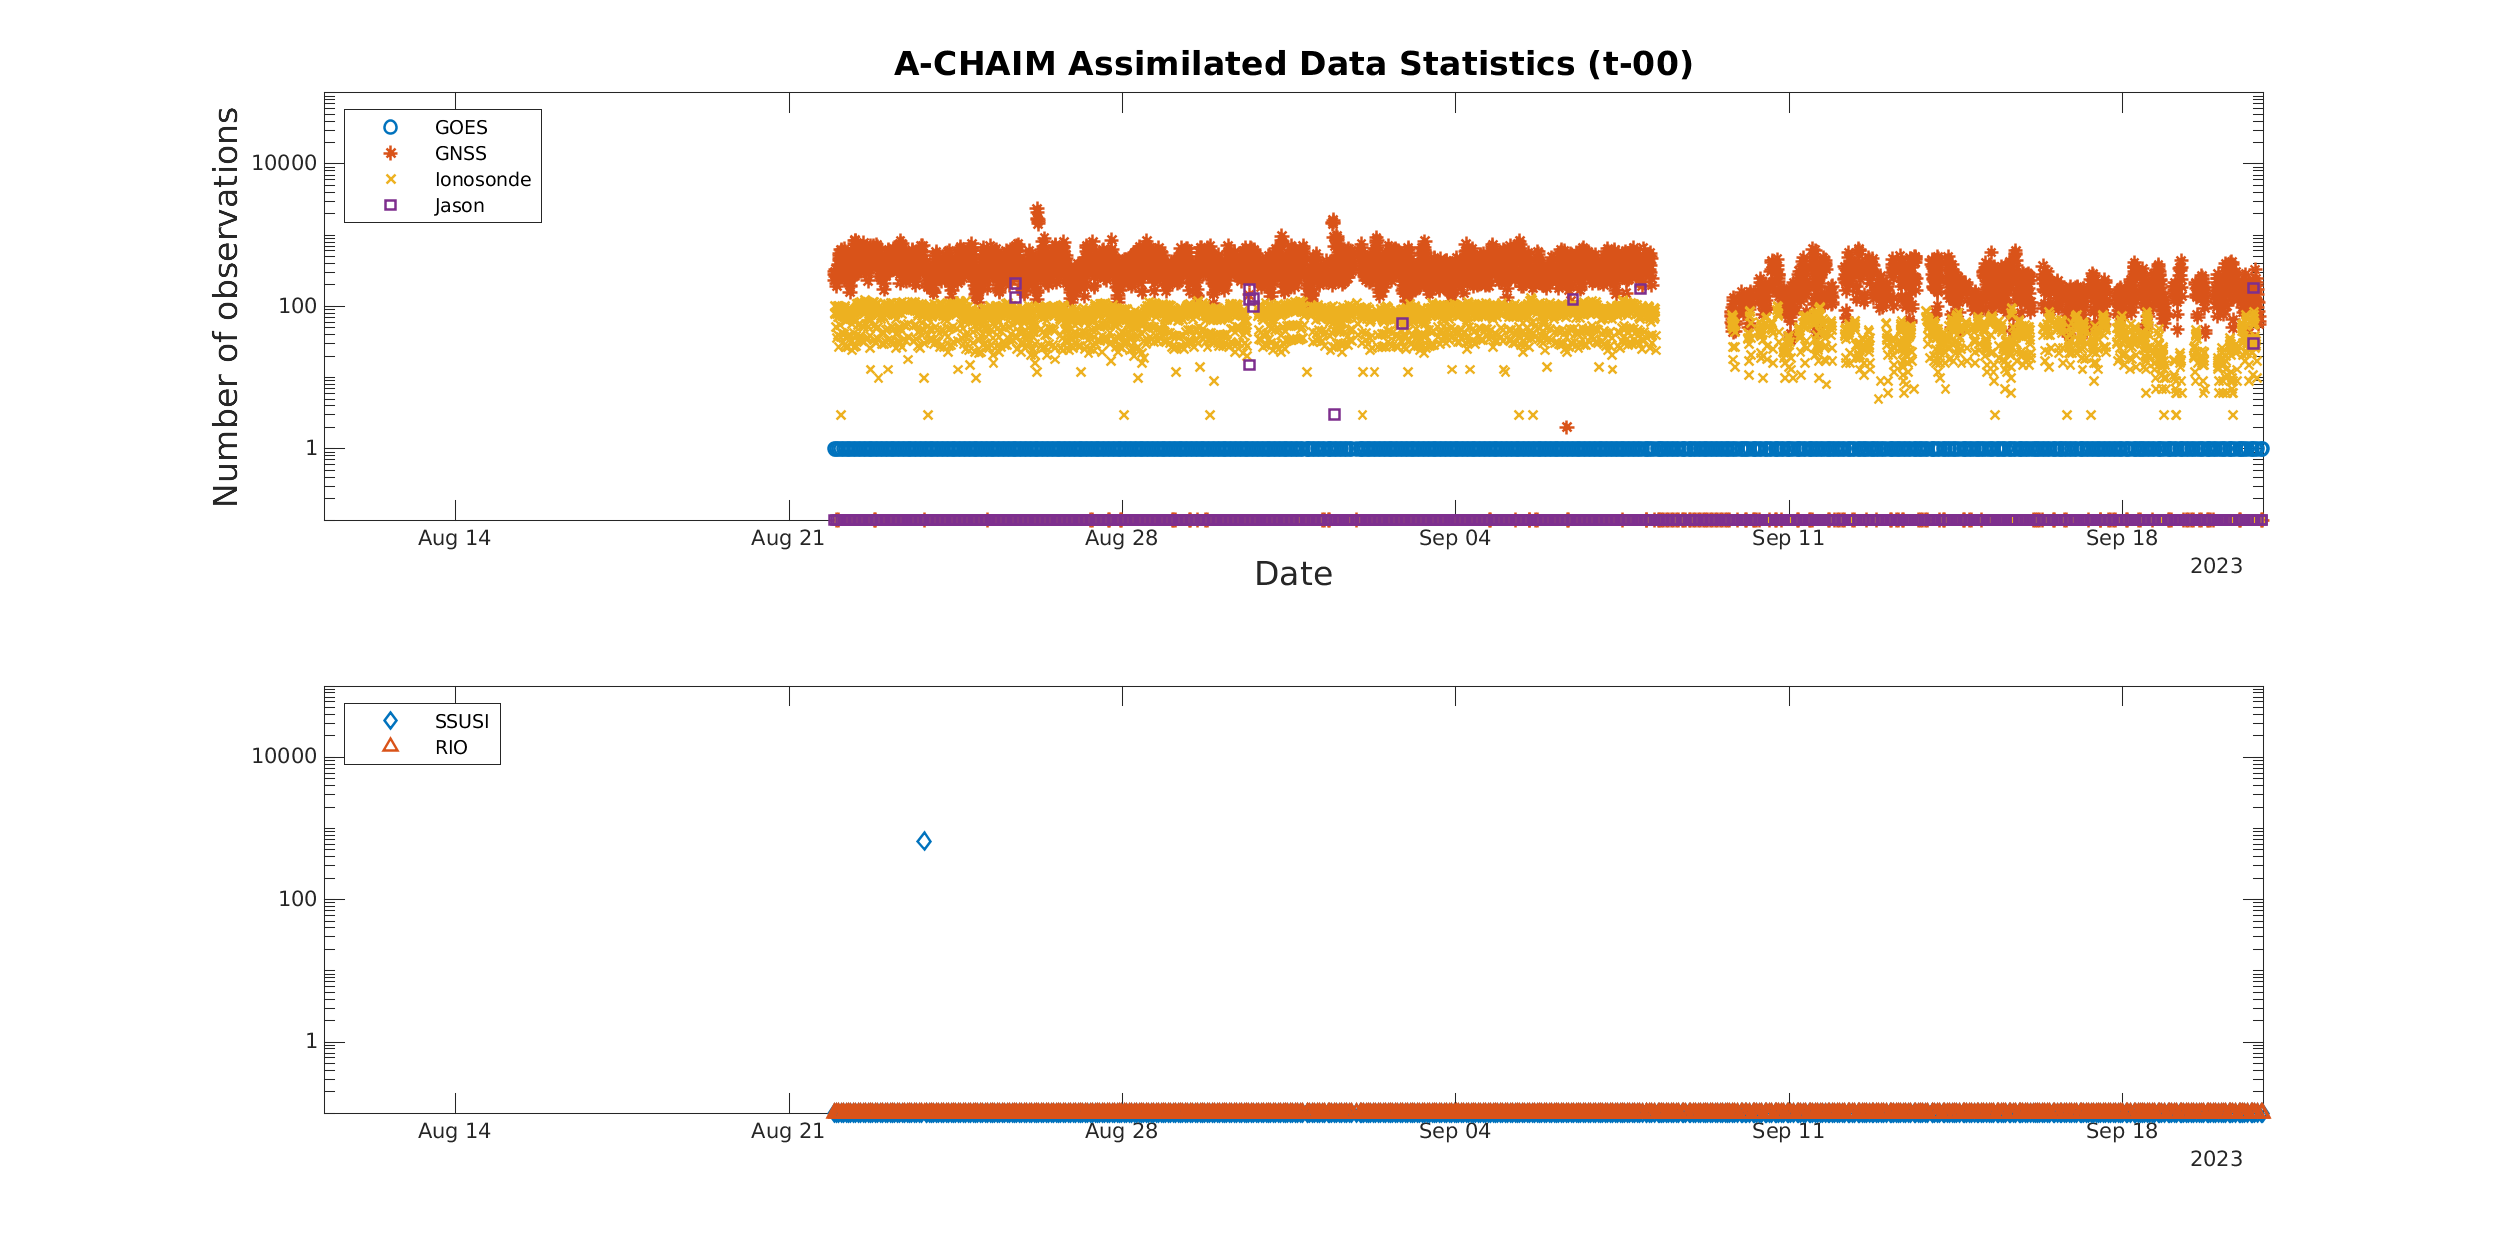 A-CHAIM Assimilated Data Statistics (t-00)
GOES
GNSS
Ionosonde
Jason
Number of observations
10000
100
1
Aug 14
Aug 21
Aug 28
Sep 04
Sep 11
Sep 18
2023
Date
SSUSI
RIO
10000
100
1
Aug 14
Aug 21
Aug 28
Sep 04
Sep 11
Sep 18
2023